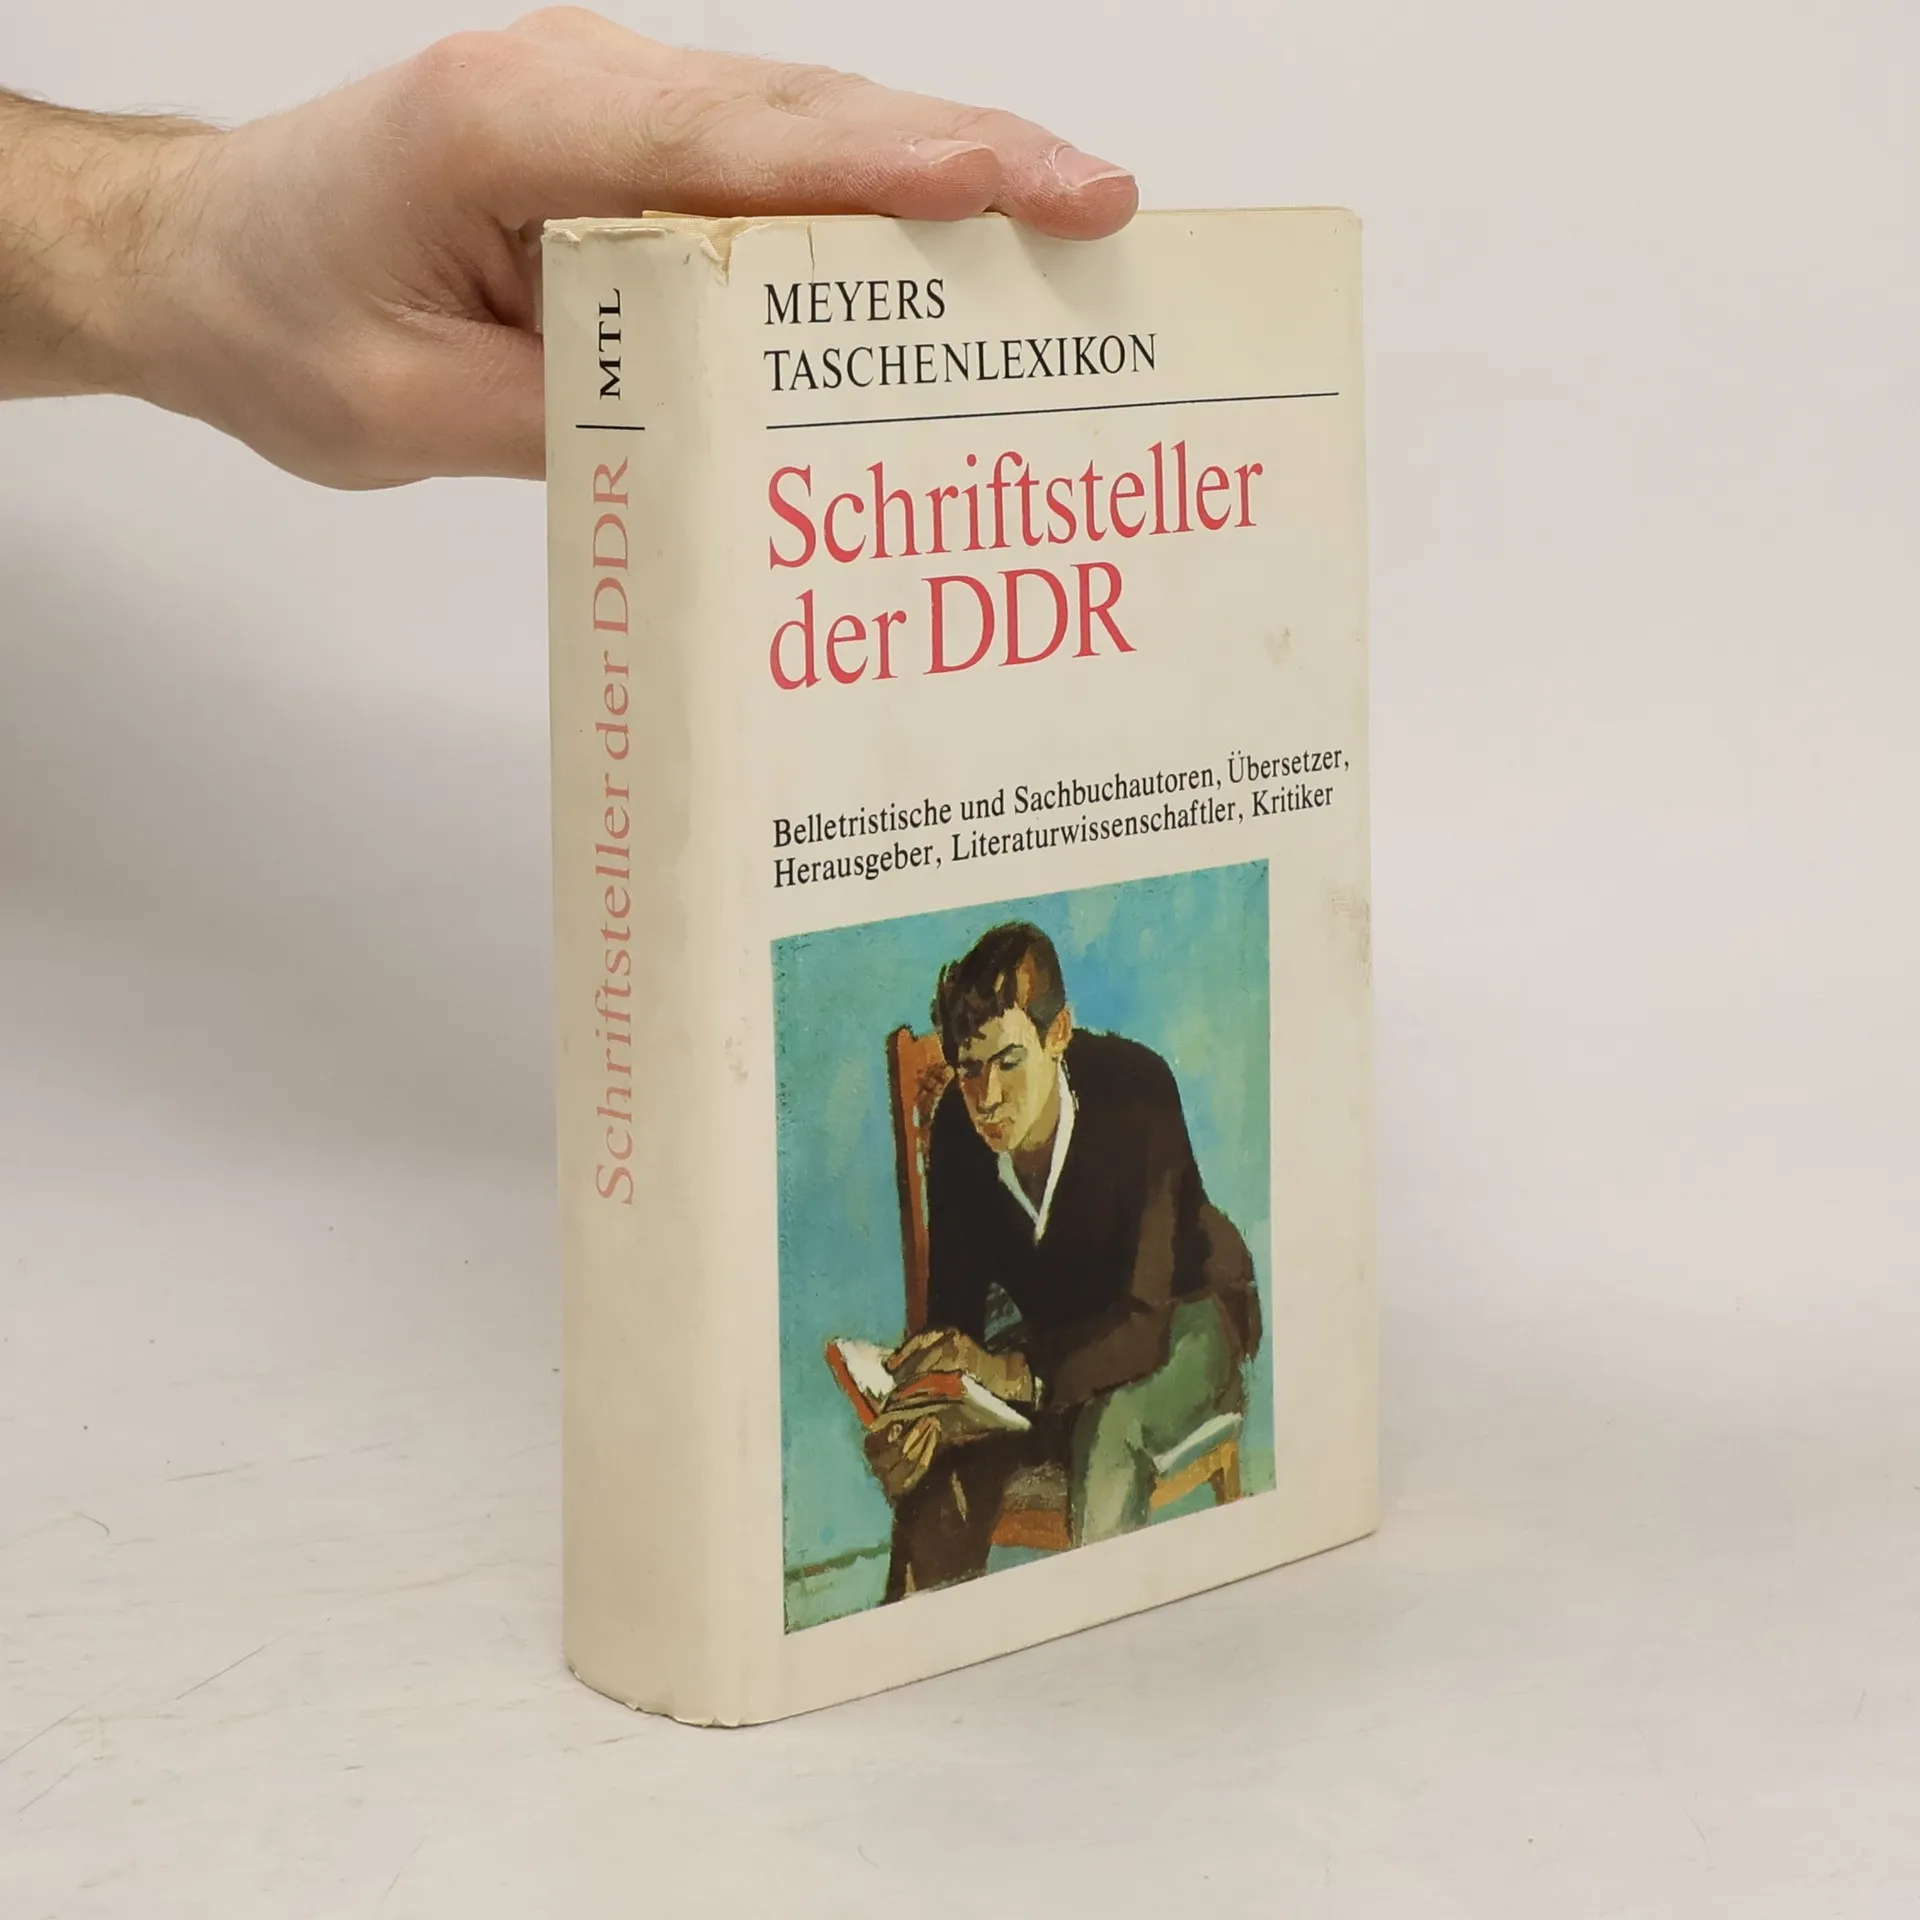 MTL
Schriftsteller der DDR
MEYERS
TASCHENLEXIKON
Schriftsteller
der DDR
Belletristische und Sachbuchautoren, Übersetzer,
Herausgeber, Literaturwissenschaftler, Kritiker